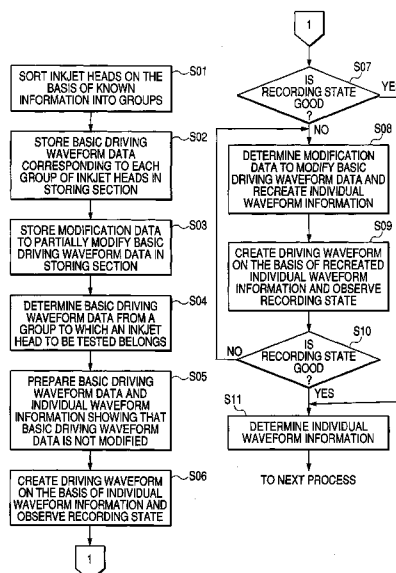 S01
SORT INKJET HEADS ON THE
BASIS OF KNOWN
INFORMATION INTO GROUPS
S02
STORE BASIC DRIVING
WAVEFORM DATA
CORRESPONDING TO EACH
GROUP OF INKJET HEADS IN
STORING SECTION
S03
STORE MODIFICATION DATA
TO PARTIALLY MODIFY BASIC
DRIVING WAVEFORM DATA IN
STORING SECTION
S04
DETERMINE BASIC DRIVING
WAVEFORM DATA FROM A
GROUP TO WHICH AN INKJET
HEAD TO BE TESTED BELONGS
S05
PREPARE BASIC DRIVING
WAVEFORM DATA AND
INDIVIDUAL WAVEFORM
INFORMATION SHOWING THAT
BASIC DRIVING WAVEFORM
DATA IS NOT MODIFIED
S06
CREATE DRIVING WAVEFORM
ON THE BASIS OF INDIVIDUAL
WAVEFORM INFORMATION AND
OBSERVE RECORDING STATE
1
1
S07
IS
RECORDING STATE
GOOD
?
YES
NO
S08
DETERMINE MODIFICATION
DATA TO MODIFY BASIC
DRIVING WAVEFORM DATA AND
RECREATE INDIVIDUAL
WAVEFORM INFORMATION
S09
CREATE DRIVING WAVEFORM
ON THE BASIS OF RECREATED
INDIVIDUAL WAVEFORM
INFORMATION AND OBSERVE
RECORDING STATE
S10
IS
RECORDING STATE
GOOD
?
NO
YES
S11
DETERMINE INDIVIDUAL
WAVEFORM INFORMATION
TO NEXT PROCESS